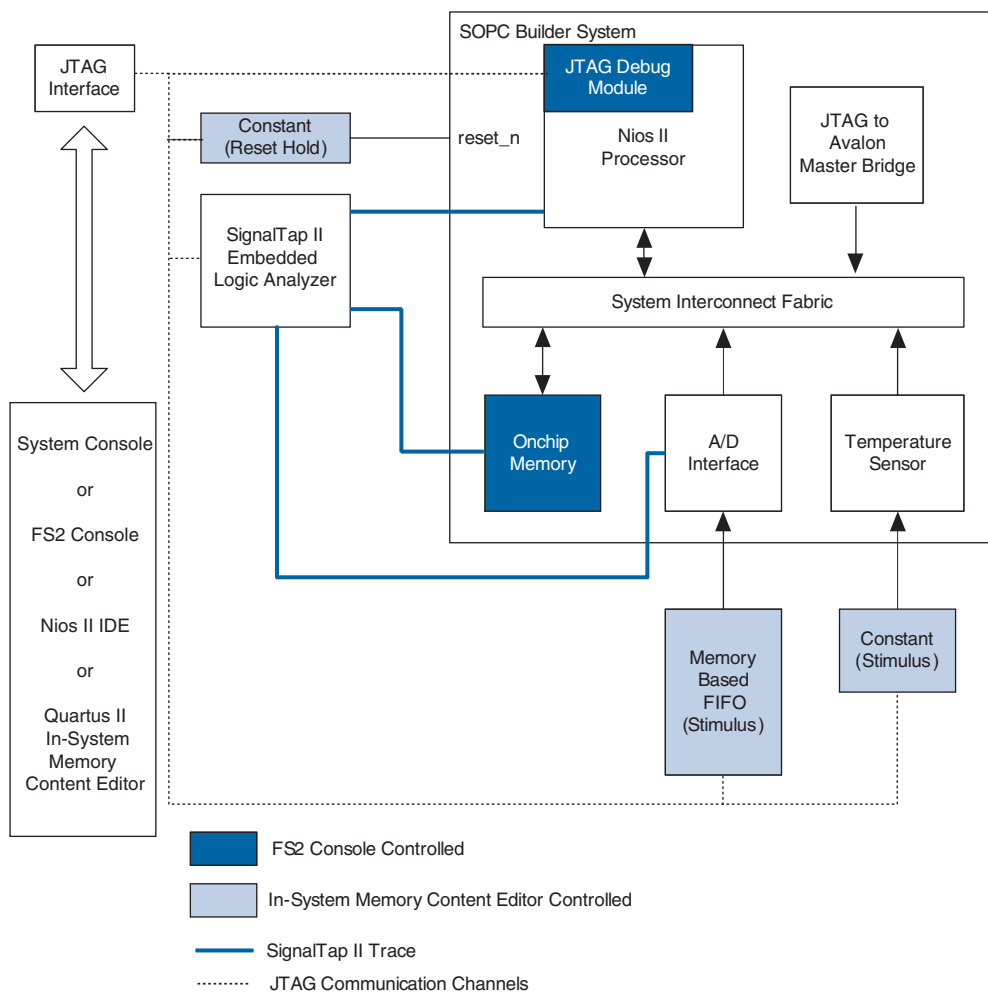 SOPC Builder System
JTAG
Interface
JTAG Debug
Module
Constant
(Reset Hold)
reset_n
Nios II
Processor
JTAG to
Avalon
Master Bridge
SignalTap II
Embedded
Logic Analyzer
System Interconnect Fabric
System Console
or
FS2 Console
or
Nios II IDE
or
Quartus II
In-System
Memory
Content Editor
Onchip
Memory
A/D
Interface
Temperature
Sensor
Memory
Based
FIFO
(Stimulus)
Constant
(Stimulus)
FS2 Console Controlled
In-System Memory Content Editor Controlled
SignalTap II Trace
JTAG Communication Channels